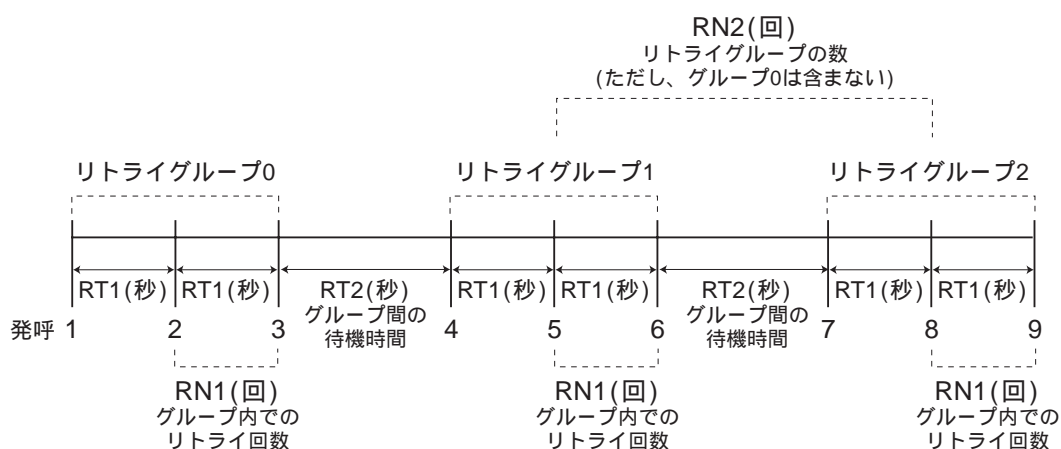 RN2(回)
リトライグループの数
(ただし、グループ0は含まない)
リトライグループ0
リトライグループ1
リトライグループ2
RT1(秒)
RT1(秒)
RT2(秒)
グループ間の
待機時間
RT1(秒)
RT1(秒)
RT2(秒)
グループ間の
待機時間
RT1(秒)
RT1(秒)
発呼 1 2 3 4 5 6 7 8 9
RN1(回)
グループ内での
リトライ回数
RN1(回)
グループ内での
リトライ回数
RN1(回)
グループ内での
リトライ回数